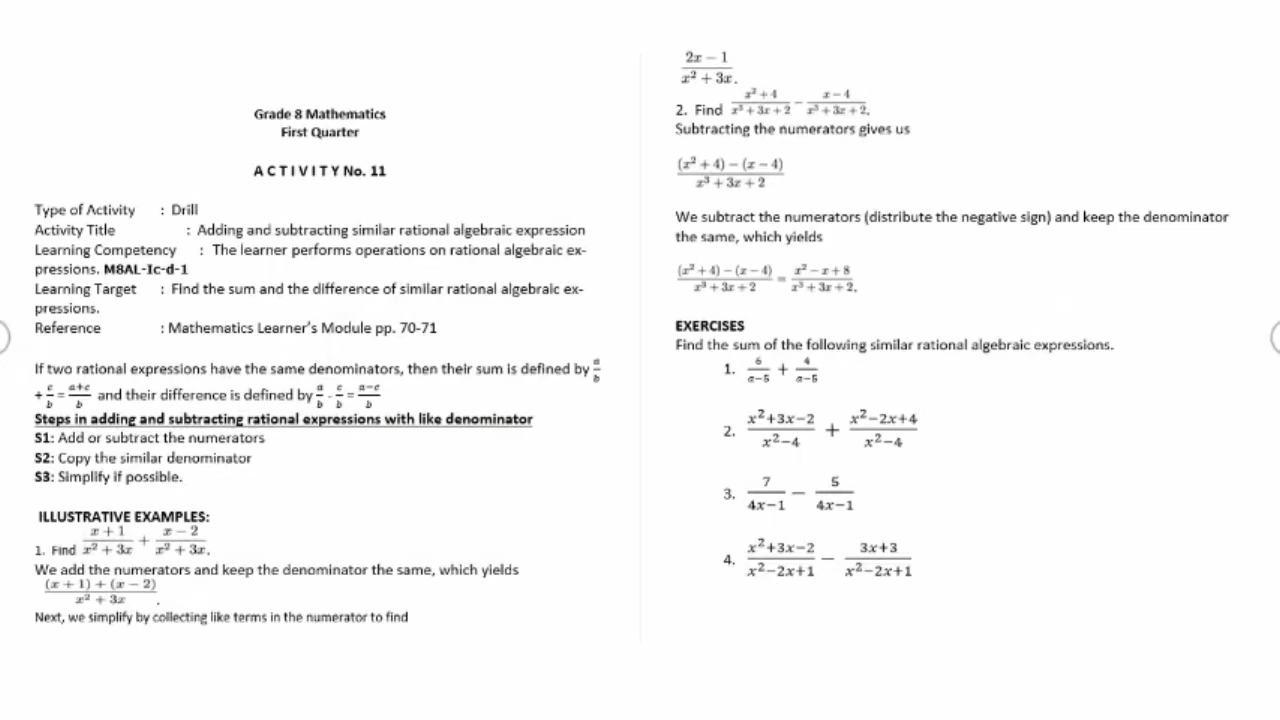 Grade 8 Mathematics
First Quarter
A C T I V I T Y No. 11
Type of Activity : Drill
Activity Title : Adding and subtracting similar rational algebraic expression
Learning Competency : The learner performs operations on rational algebraic ex-
pressions. M8AL-Ic-d-1
Learning Target : Find the sum and the difference of similar rational algebraic ex-
pressions.
Reference : Mathematics Learner's Module pp. 70-71
If two rational expressions have the same denominators, then their sum is defined by a/b
+ c/b = a+c/b and their difference is defined by a/b - c/b = a−c/b
Steps in adding and subtracting rational expressions with like denominator
S1: Add or subtract the numerators
S2: Copy the similar denominator
S3: Simplify if possible.
ILLUSTRATIVE EXAMPLES:
1. Find (x + 1)/(x² + 3x) + (x − 2)/(x² + 3x).
We add the numerators and keep the denominator the same, which yields
((x + 1) + (x − 2))/(x² + 3x).
Next, we simplify by collecting like terms in the numerator to find
(2x − 1)/(x² + 3x).
2. Find (x² + 4)/(x³ + 3x + 2) − (x − 4)/(x³ + 3x + 2).
Subtracting the numerators gives us
((x² + 4) − (x − 4))/(x³ + 3x + 2)
We subtract the numerators (distribute the negative sign) and keep the denominator
the same, which yields
((x² + 4) − (x − 4))/(x³ + 3x + 2) = (x² − x + 8)/(x³ + 3x + 2).
EXERCISES
Find the sum of the following similar rational algebraic expressions.
1. 6/(a−5) + 4/(a−5)
2. (x²+3x−2)/(x²−4) + (x²−2x+4)/(x²−4)
3. 7/(4x−1) − 5/(4x−1)
4. (x²+3x−2)/(x²−2x+1) − (3x+3)/(x²−2x+1)